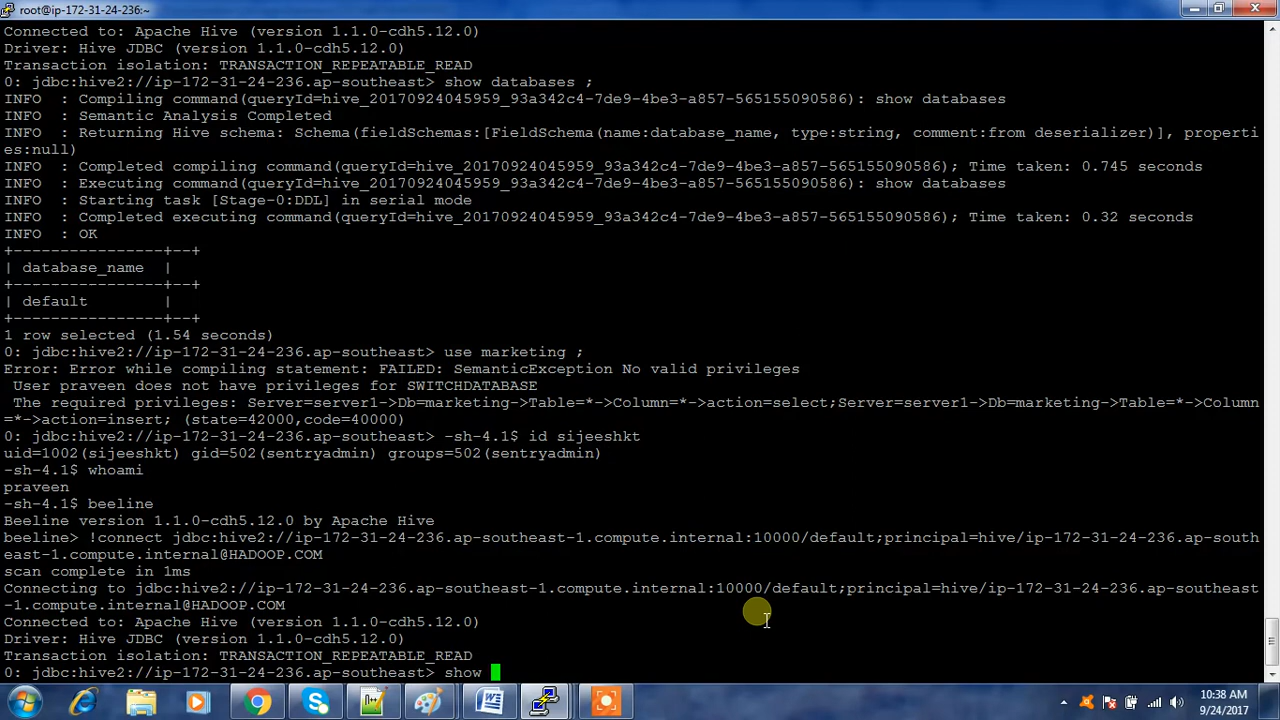 root@ip-172-31-24-236:~
Connected to: Apache Hive (version 1.1.0-cdh5.12.0)
Driver: Hive JDBC (version 1.1.0-cdh5.12.0)
Transaction isolation: TRANSACTION_REPEATABLE_READ
0: jdbc:hive2://ip-172-31-24-236.ap-southeast> show databases ;
INFO  : Compiling command(queryId=hive_20170924045959_93a342c4-7de9-4be3-a857-565155090586): show databases
INFO  : Semantic Analysis Completed
INFO  : Returning Hive schema: Schema(fieldSchemas:[FieldSchema(name:database_name, type:string, comment:from deserializer)], properti
es:null)
INFO  : Completed compiling command(queryId=hive_20170924045959_93a342c4-7de9-4be3-a857-565155090586); Time taken: 0.745 seconds
INFO  : Executing command(queryId=hive_20170924045959_93a342c4-7de9-4be3-a857-565155090586): show databases
INFO  : Starting task [Stage-0:DDL] in serial mode
INFO  : Completed executing command(queryId=hive_20170924045959_93a342c4-7de9-4be3-a857-565155090586); Time taken: 0.32 seconds
INFO  : OK
+----------------+--+
| database_name  |
+----------------+--+
| default        |
+----------------+--+
1 row selected (1.54 seconds)
0: jdbc:hive2://ip-172-31-24-236.ap-southeast> use marketing ;
Error: Error while compiling statement: FAILED: SemanticException No valid privileges
 User praveen does not have privileges for SWITCHDATABASE
 The required privileges: Server=server1->Db=marketing->Table=*->Column=*->action=select;Server=server1->Db=marketing->Table=*->Column
=*->action=insert; (state=42000,code=40000)
0: jdbc:hive2://ip-172-31-24-236.ap-southeast> -sh-4.1$ id sijeeshkt
uid=1002(sijeeshkt) gid=502(sentryadmin) groups=502(sentryadmin)
-sh-4.1$ whoami
praveen
-sh-4.1$ beeline
Beeline version 1.1.0-cdh5.12.0 by Apache Hive
beeline> !connect jdbc:hive2://ip-172-31-24-236.ap-southeast-1.compute.internal:10000/default;principal=hive/ip-172-31-24-236.ap-south
east-1.compute.internal@HADOOP.COM
scan complete in 1ms
Connecting to jdbc:hive2://ip-172-31-24-236.ap-southeast-1.compute.internal:10000/default;principal=hive/ip-172-31-24-236.ap-southeast
-1.compute.internal@HADOOP.COM
Connected to: Apache Hive (version 1.1.0-cdh5.12.0)
Driver: Hive JDBC (version 1.1.0-cdh5.12.0)
Transaction isolation: TRANSACTION_REPEATABLE_READ
0: jdbc:hive2://ip-172-31-24-236.ap-southeast> show
10:38 AM
9/24/2017